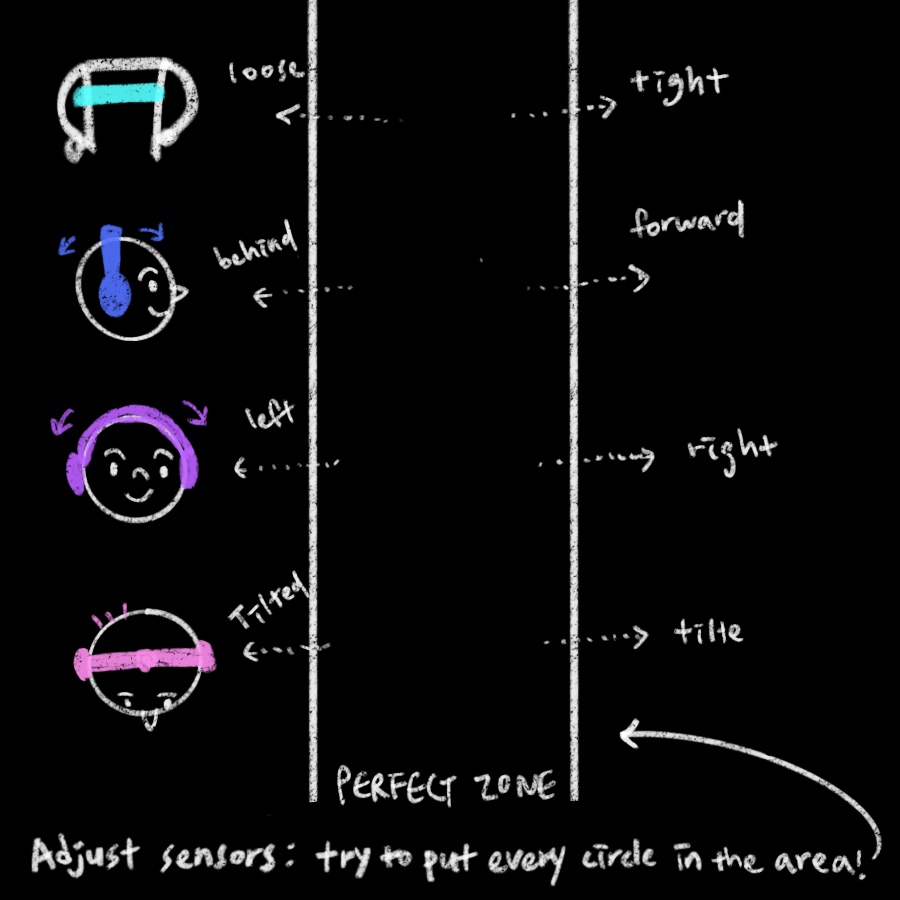 loose
tight
behind
forward
left
right
Tilted
tilte
PERFECT ZONE
Adjust sensors: try to put every circle in the area!